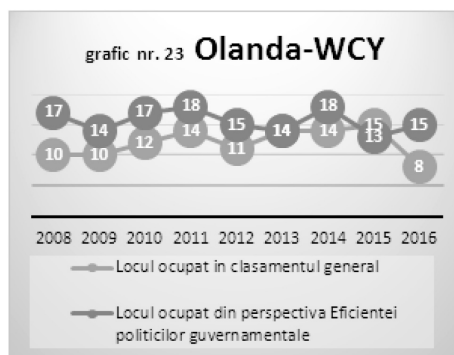 grafic nr. 23 Olanda-WCY
17 14 17 18 15 14 18 13 15
10 10 12 14 11 14 15 8
2008 2009 2010 2011 2012 2013 2014 2015 2016
Locul ocupat in clasamentul general
Locul ocupat din perspectiva Eficientei
politicilor guvernamentale